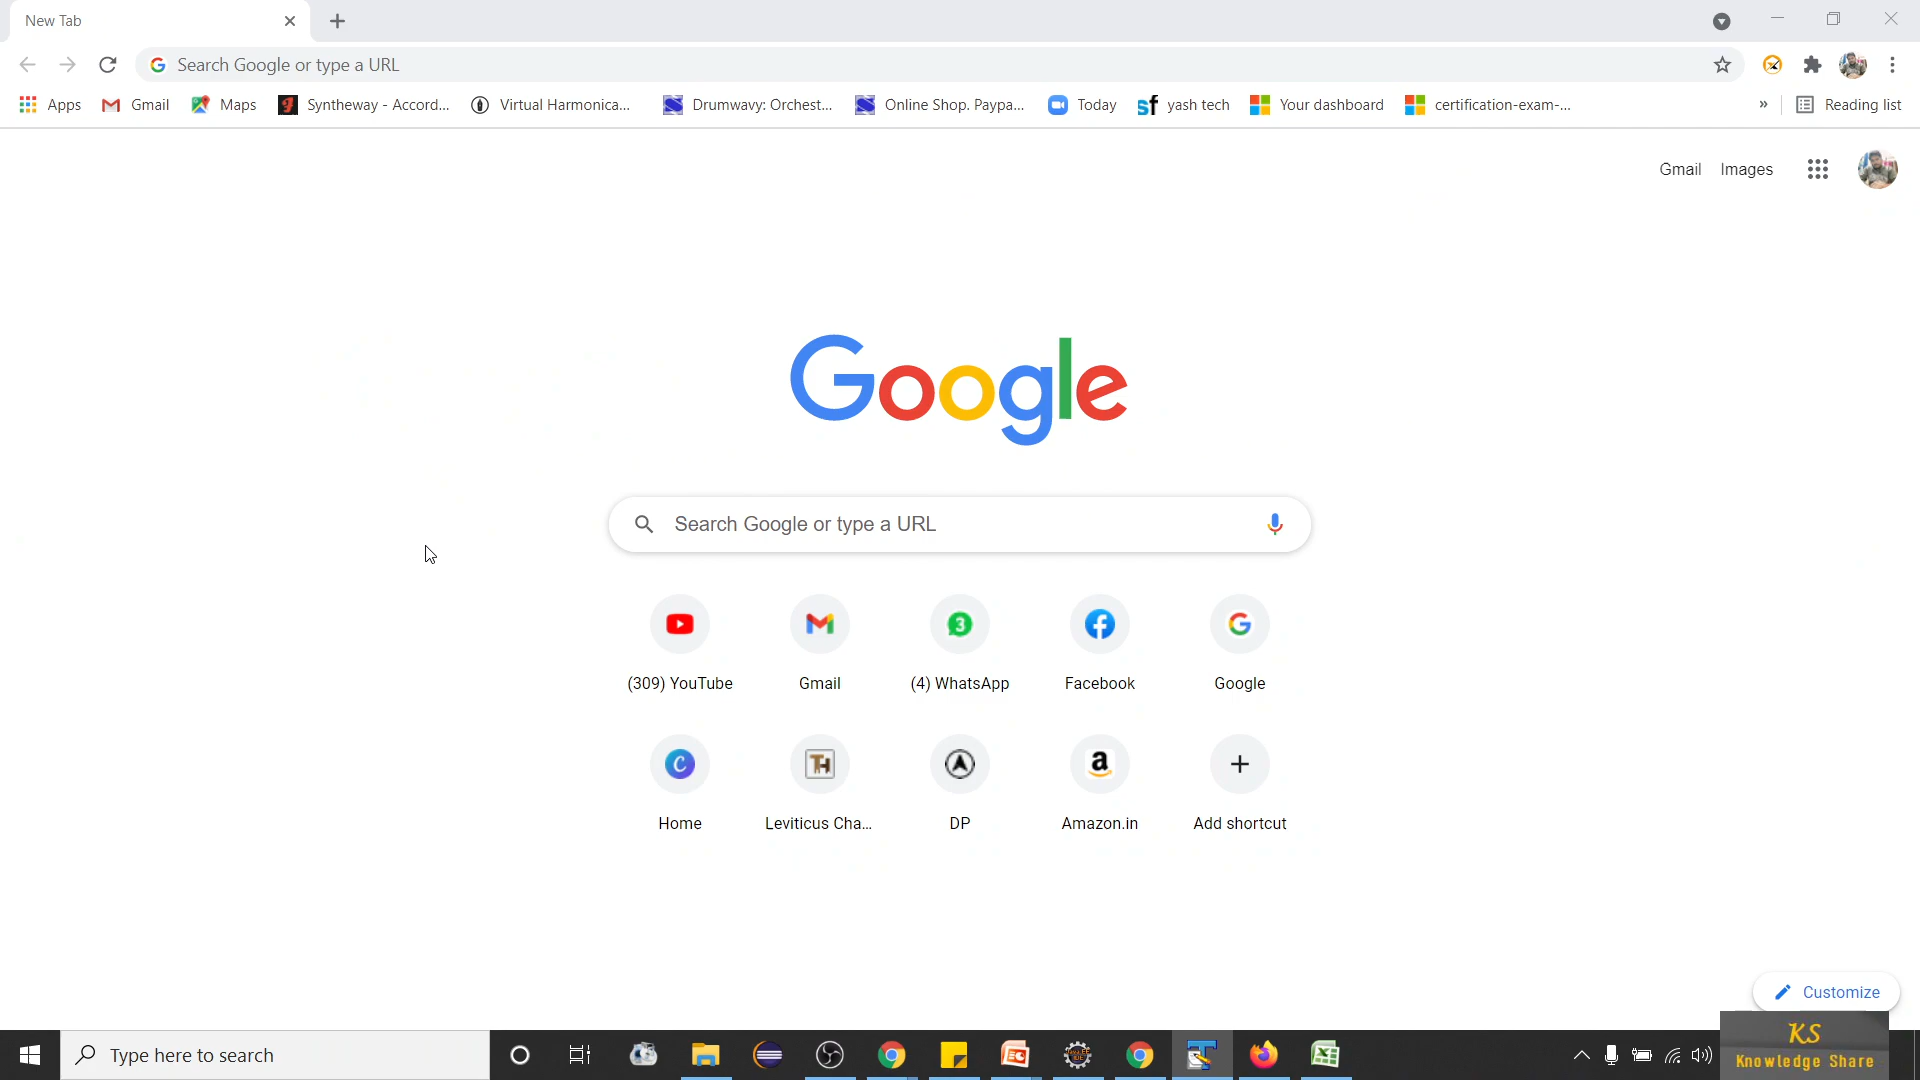 New Tab
Search Google or type a URL
Apps Gmail Maps Syntheway - Accord... Virtual Harmonica... Drumwavy: Orchest... Online Shop. Paypa... Today yash tech Your dashboard certification-exam-... » Reading list
Gmail Images
Google
Search Google or type a URL
(309) YouTube Gmail (4) WhatsApp Facebook Google
Home Leviticus Cha... DP Amazon.in Add shortcut
Customize
Type here to search
KS
Knowledge Share